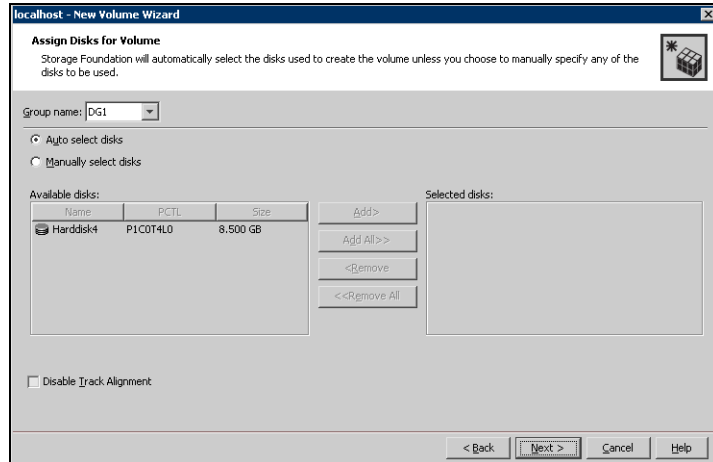 localhost - New Volume Wizard
Assign Disks for Volume
Storage Foundation will automatically select the disks used to create the volume unless you choose to manually specify any of the
disks to be used.
Group name: DG1
Auto select disks
Manually select disks
Available disks:
Selected disks:
Name PCTL Size
Harddisk4 P1C0T4L0 8.500 GB
Add>
Add All>>
<Remove
<<Remove All
Disable Track Alignment
< Back Next > Cancel Help